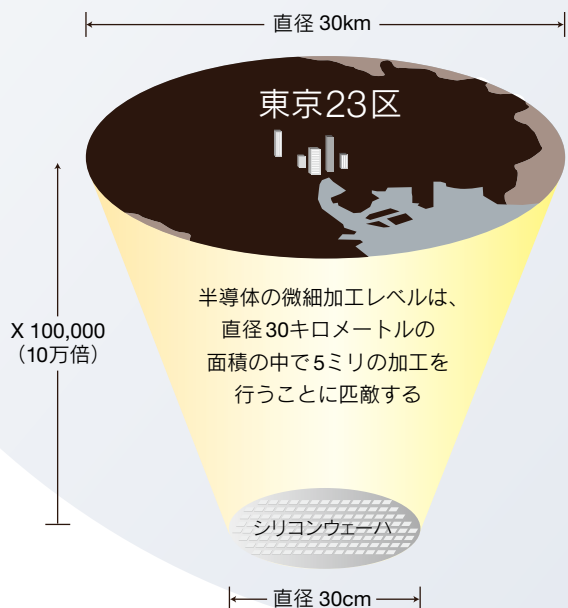 直径 30km
東京23区
X 100,000
（10万倍）
半導体の微細加工レベルは、
直径30キロメートルの
面積の中で5ミリの加工を
行うことに匹敵する
シリコンウェーハ
直径 30cm